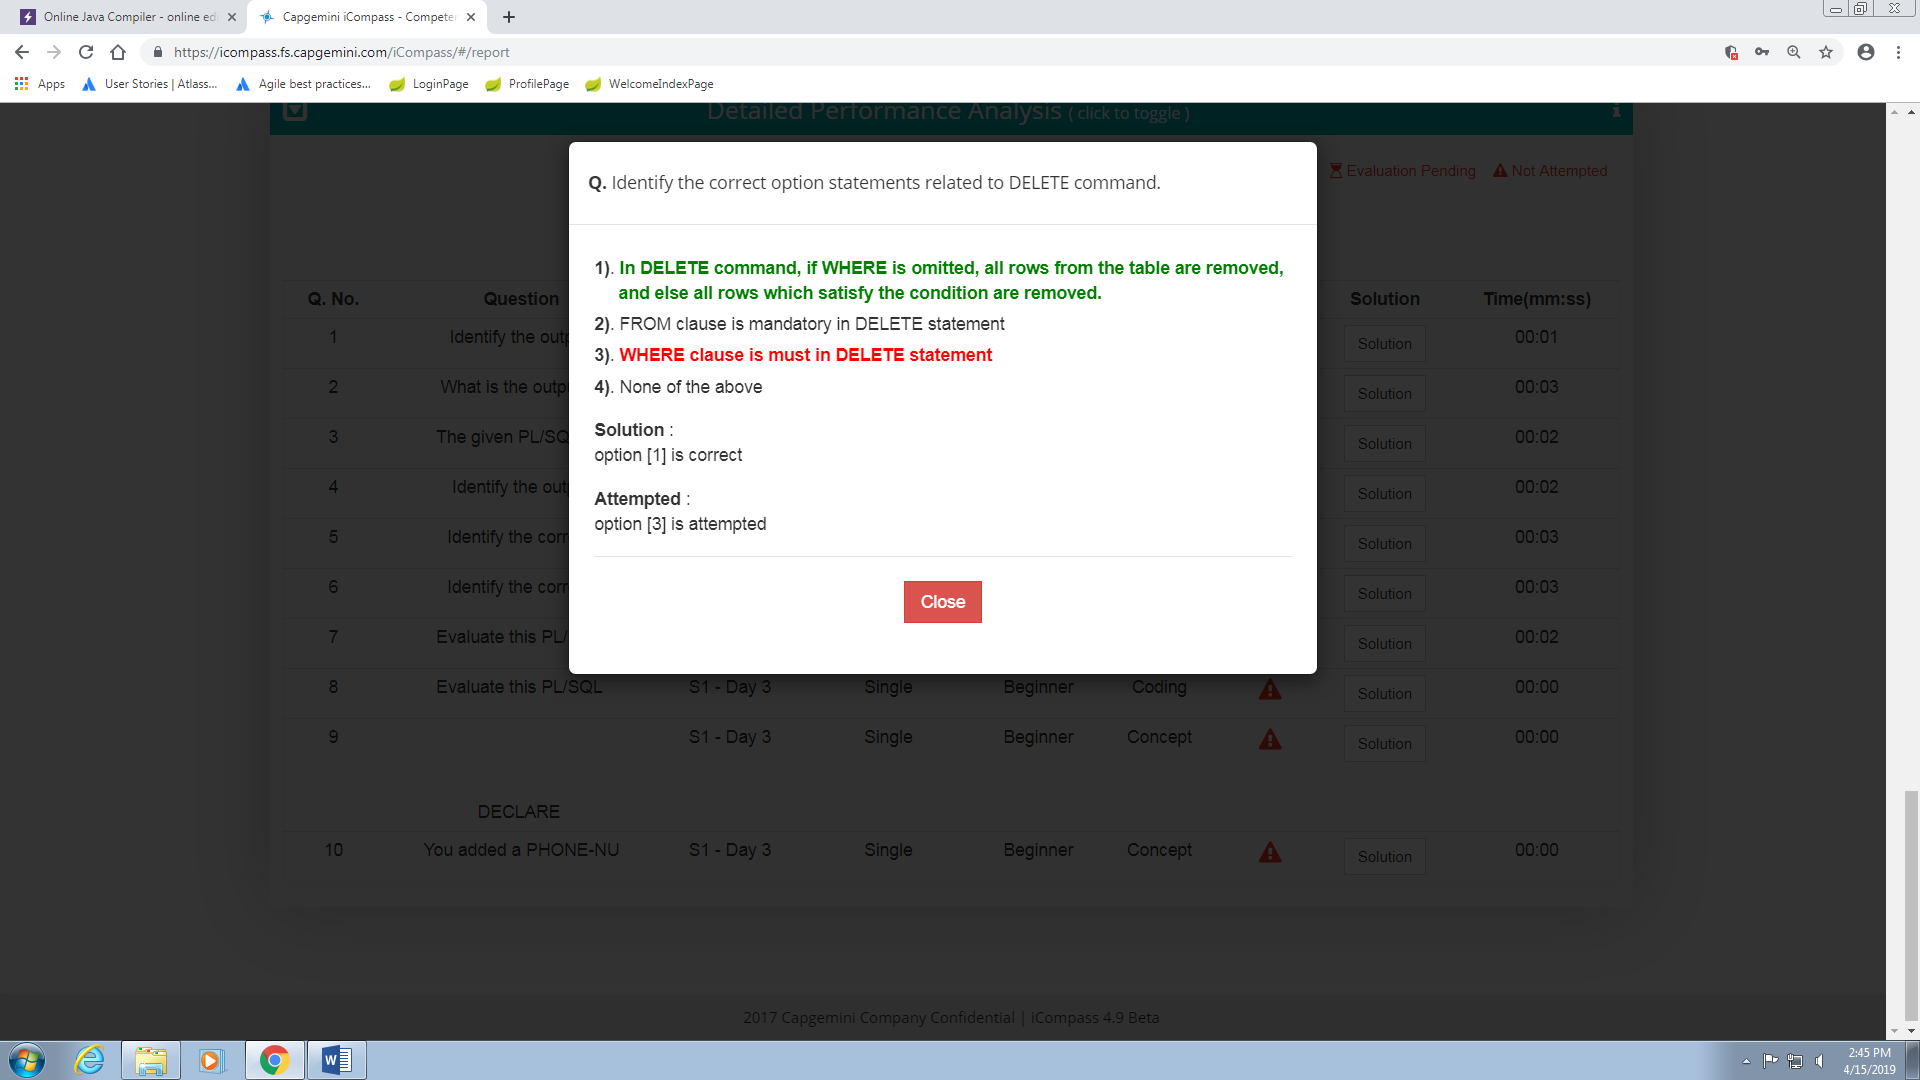 Online Java Compiler - online ed
Capgemini iCompass - Compete
https://icompass.fs.capgemini.com/iCompass/#/report
Apps
User Stories | Atlass...
Agile best practices...
LoginPage
ProfilePage
WelcomeIndexPage
Detailed Performance Analysis ( click to toggle )
Evaluation Pending Not Attempted
Q. Identify the correct option statements related to DELETE command.
1). In DELETE command, if WHERE is omitted, all rows from the table are removed,
and else all rows which satisfy the condition are removed.
2). FROM clause is mandatory in DELETE statement
3). WHERE clause is must in DELETE statement
4). None of the above
Solution :
option [1] is correct
Attempted :
option [3] is attempted
Close
Q. No. Question Solution Time(mm:ss)
1 Identify the out Solution 00:01
2 What is the outp Solution 00:03
3 The given PL/SQ Solution 00:02
4 Identify the out Solution 00:02
5 Identify the corr Solution 00:03
6 Identify the corr Solution 00:03
7 Evaluate this PL/ Solution 00:02
8 Evaluate this PL/SQL S1 - Day 3 Single Beginner Coding Solution 00:00
9 S1 - Day 3 Single Beginner Concept Solution 00:00
DECLARE
10 You added a PHONE-NU S1 - Day 3 Single Beginner Concept Solution 00:00
2017 Capgemini Company Confidential | iCompass 4.9 Beta
2:45 PM
4/15/2019